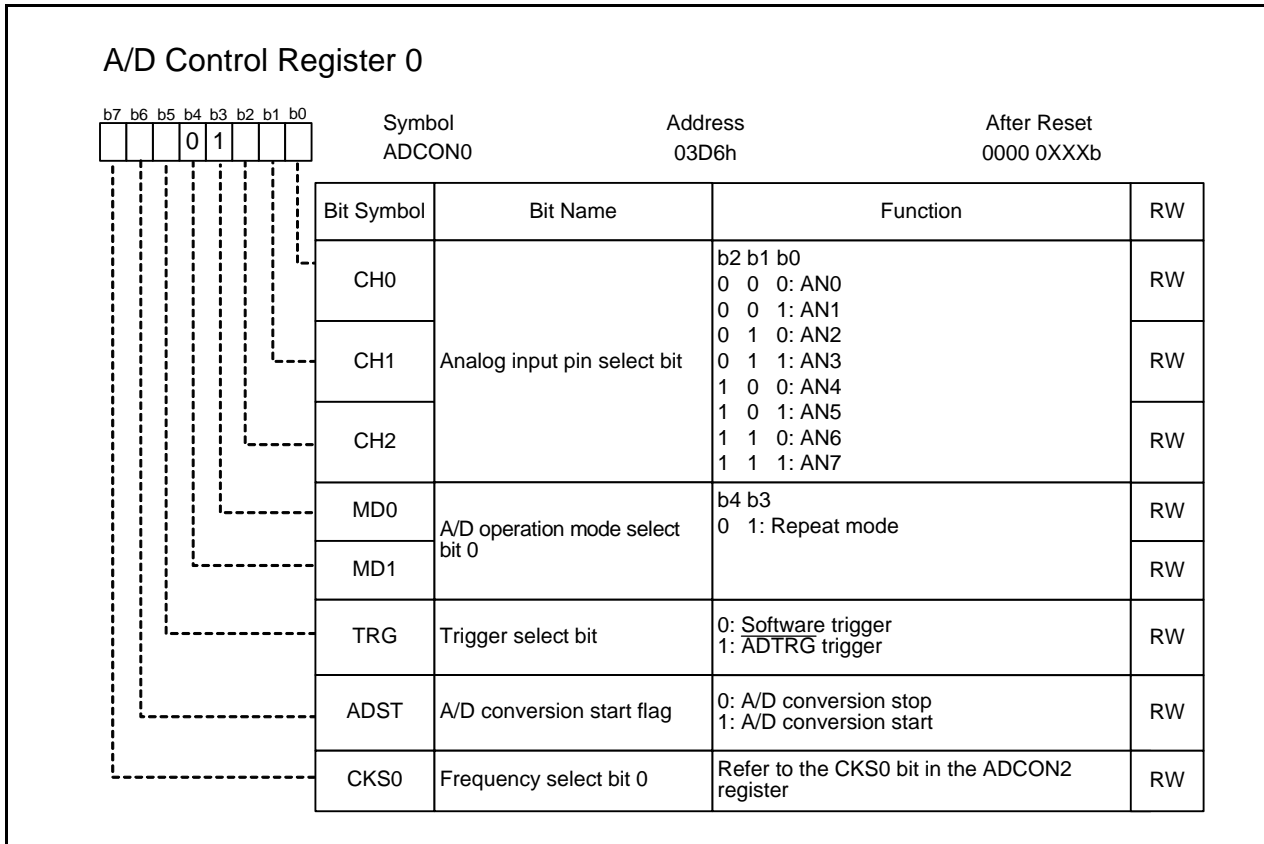 A/D Control Register 0
b7 b6 b5 b4 b3 b2 b1 b0
0 1
Symbol Address After Reset
ADCON0 03D6h 0000 0XXXb
Bit Symbol Bit Name Function RW
CH0 RW
CH1 Analog input pin select bit RW
CH2 RW
b2 b1 b0
0 0 0: AN0
0 0 1: AN1
0 1 0: AN2
0 1 1: AN3
1 0 0: AN4
1 0 1: AN5
1 1 0: AN6
1 1 1: AN7
MD0 RW
MD1 RW
A/D operation mode select
bit 0
b4 b3
0 1: Repeat mode
TRG Trigger select bit RW
0: Software trigger
1: ADTRG trigger
ADST A/D conversion start flag RW
0: A/D conversion stop
1: A/D conversion start
CKS0 Frequency select bit 0 RW
Refer to the CKS0 bit in the ADCON2
register